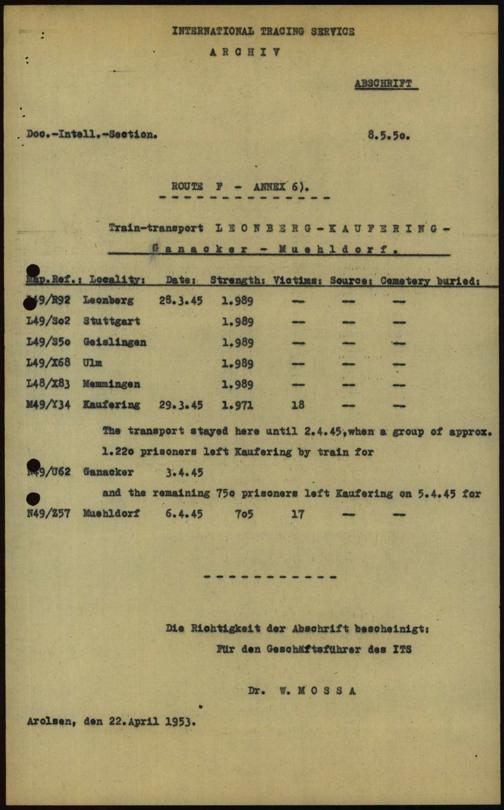 INTERNATIONAL TRACING SERVICE
A R C H I V
ABSCHRIFT
Doc.-Intell.-Section. 8.5.5o.
ROUTE F - ANNEX 6).
Train-transport L E O N B E R G - K A U F E R I N G -
G a n a c k e r - M u e h l d o r f .
Map.Ref.: Locality: Date: Strength: Victims: Source: Cemetery buried:
L49/R92 Leonberg 28.3.45 1.989 — — —
L49/So2 Stuttgart 1.989 — — —
L49/S5o Geislingen 1.989 — — —
L49/X68 Ulm 1.989 — — —
L48/X83 Memmingen 1.989 — — —
M49/Y34 Kaufering 29.3.45 1.971 18 — —
The transport stayed here until 2.4.45,when a group of approx.
1.22o prisoners left Kaufering by train for
N49/U62 Ganacker 3.4.45
and the remaining 75o prisoners left Kaufering on 5.4.45 for
N49/Z57 Muehldorf 6.4.45 7o5 17 — —
Die Richtigkeit der Abschrift bescheinigt:
Für den Geschäftsführer des ITS
Dr. W. M O S S A
Arolsen, den 22.April 1953.